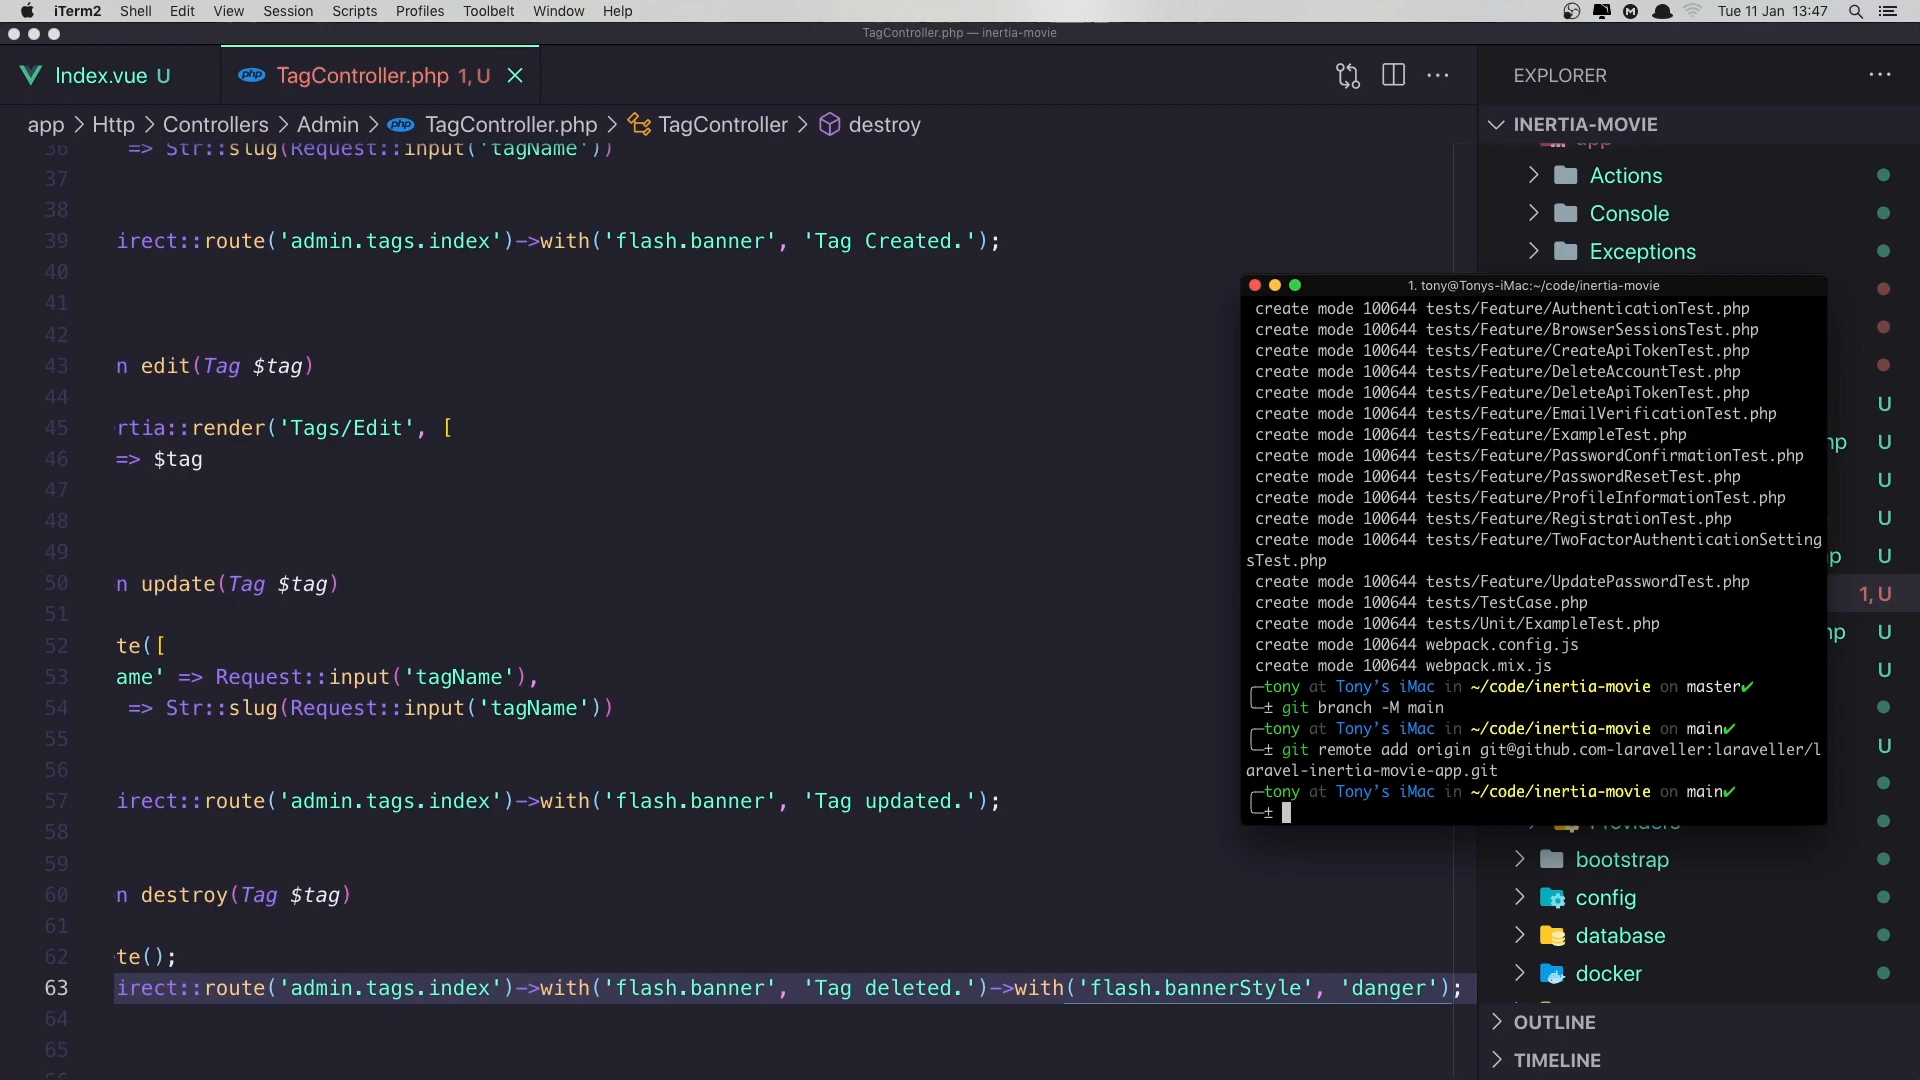 iTerm2 Shell Edit View Session Scripts Profiles Toolbelt Window Help Tue 11 Jan 13:47
TagController.php — inertia-movie
Index.vue U
php TagController.php 1, U
app > Http > Controllers > Admin > php TagController.php > TagController > destroy
36 => Str::slug(Request::input('tagName'))
37
38
39 irect::route('admin.tags.index')->with('flash.banner', 'Tag Created.');
40
41
42
43 n edit(Tag $tag)
44
45 rtia::render('Tags/Edit', [
46 => $tag
47
48
49
50 n update(Tag $tag)
51
52 te([
53 ame' => Request::input('tagName'),
54 => Str::slug(Request::input('tagName'))
55
56
57 irect::route('admin.tags.index')->with('flash.banner', 'Tag updated.');
58
59
60 n destroy(Tag $tag)
61
62 te();
63 irect::route('admin.tags.index')->with('flash.banner', 'Tag deleted.')->with('flash.bannerStyle', 'danger');
64
65
1. tony@Tonys-iMac:~/code/inertia-movie
create mode 100644 tests/Feature/AuthenticationTest.php
create mode 100644 tests/Feature/BrowserSessionsTest.php
create mode 100644 tests/Feature/CreateApiTokenTest.php
create mode 100644 tests/Feature/DeleteAccountTest.php
create mode 100644 tests/Feature/DeleteApiTokenTest.php
create mode 100644 tests/Feature/EmailVerificationTest.php
create mode 100644 tests/Feature/ExampleTest.php
create mode 100644 tests/Feature/PasswordConfirmationTest.php
create mode 100644 tests/Feature/PasswordResetTest.php
create mode 100644 tests/Feature/ProfileInformationTest.php
create mode 100644 tests/Feature/RegistrationTest.php
create mode 100644 tests/Feature/TwoFactorAuthenticationSetting
sTest.php
create mode 100644 tests/Feature/UpdatePasswordTest.php
create mode 100644 tests/TestCase.php
create mode 100644 tests/Unit/ExampleTest.php
create mode 100644 webpack.config.js
create mode 100644 webpack.mix.js
╭─tony at Tony’s iMac in ~/code/inertia-movie on master✔
╰─± git branch -M main
╭─tony at Tony’s iMac in ~/code/inertia-movie on main✔
╰─± git remote add origin git@github.com-laraveller:laraveller/l
aravel-inertia-movie-app.git
╭─tony at Tony’s iMac in ~/code/inertia-movie on main✔
╰─±
EXPLORER
INERTIA-MOVIE
app
Actions
Console
Exceptions
U
hp U
U
U
p U
1, U
hp U
U
U
Providers
bootstrap
config
database
docker
OUTLINE
TIMELINE